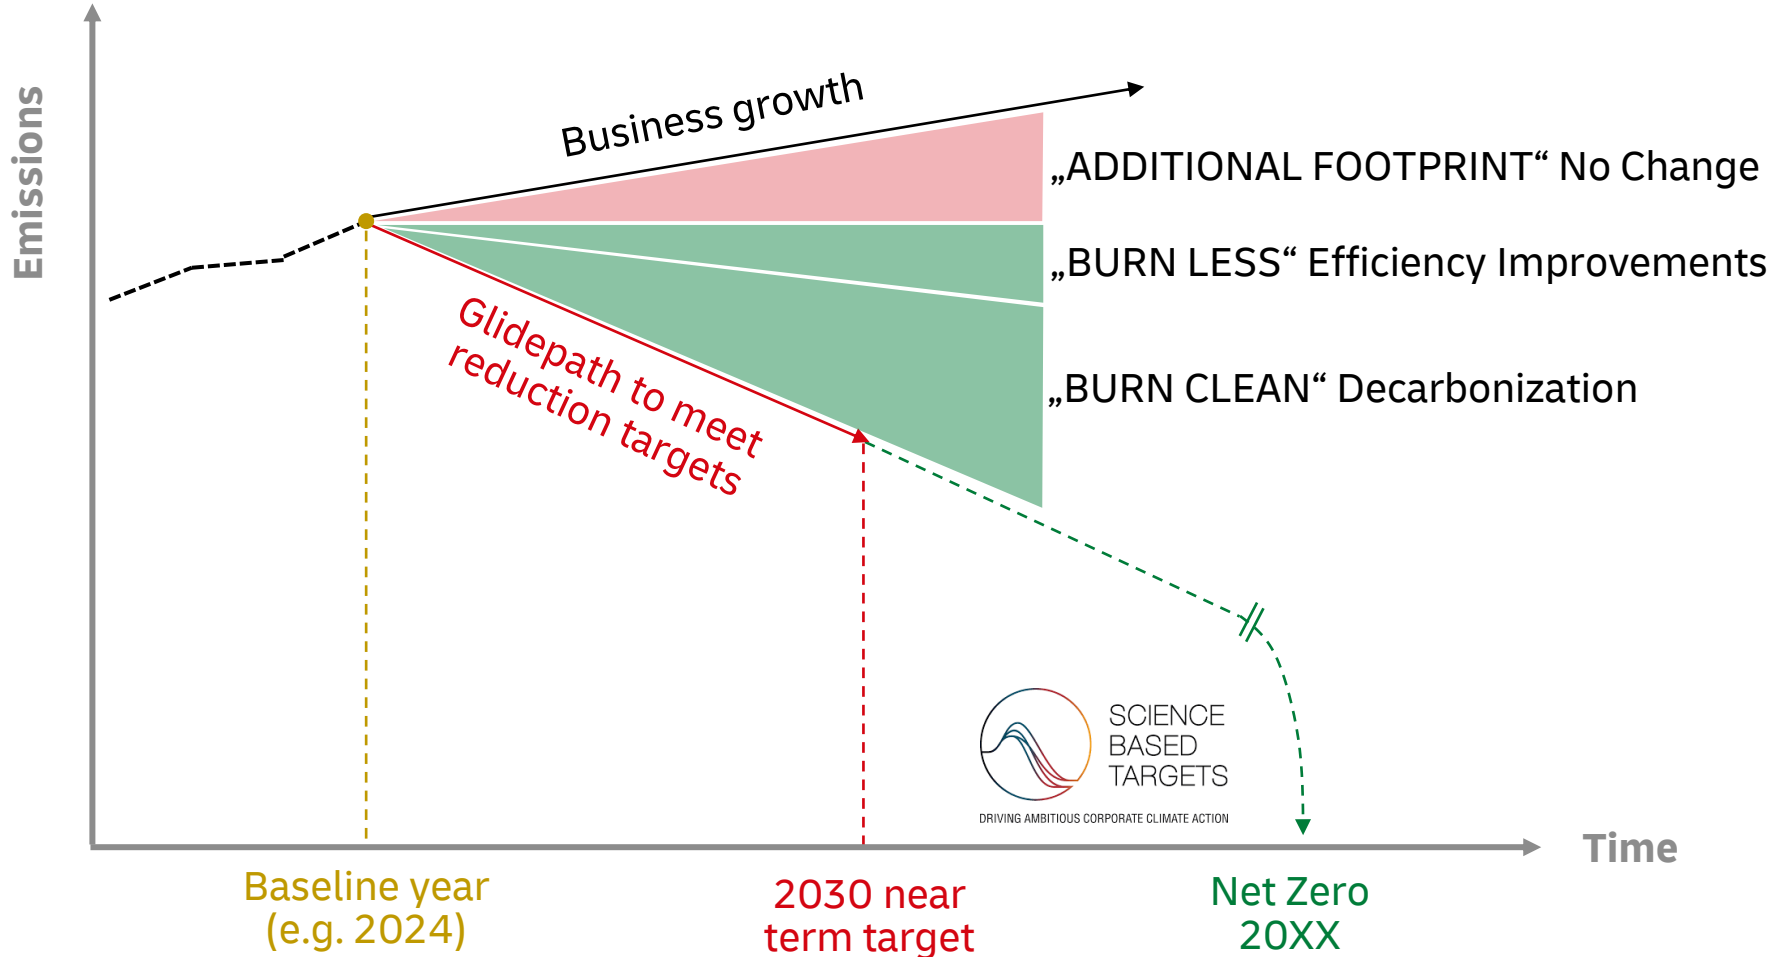 Emissions
Business growth
„ADDITIONAL FOOTPRINT“ No Change
„BURN LESS“ Efficiency Improvements
„BURN CLEAN“ Decarbonization
Glidepath to meet
reduction targets
SCIENCE
BASED
TARGETS
DRIVING AMBITIOUS CORPORATE CLIMATE ACTION
Time
Baseline year
(e.g. 2024)
2030 near
term target
Net Zero
20XX